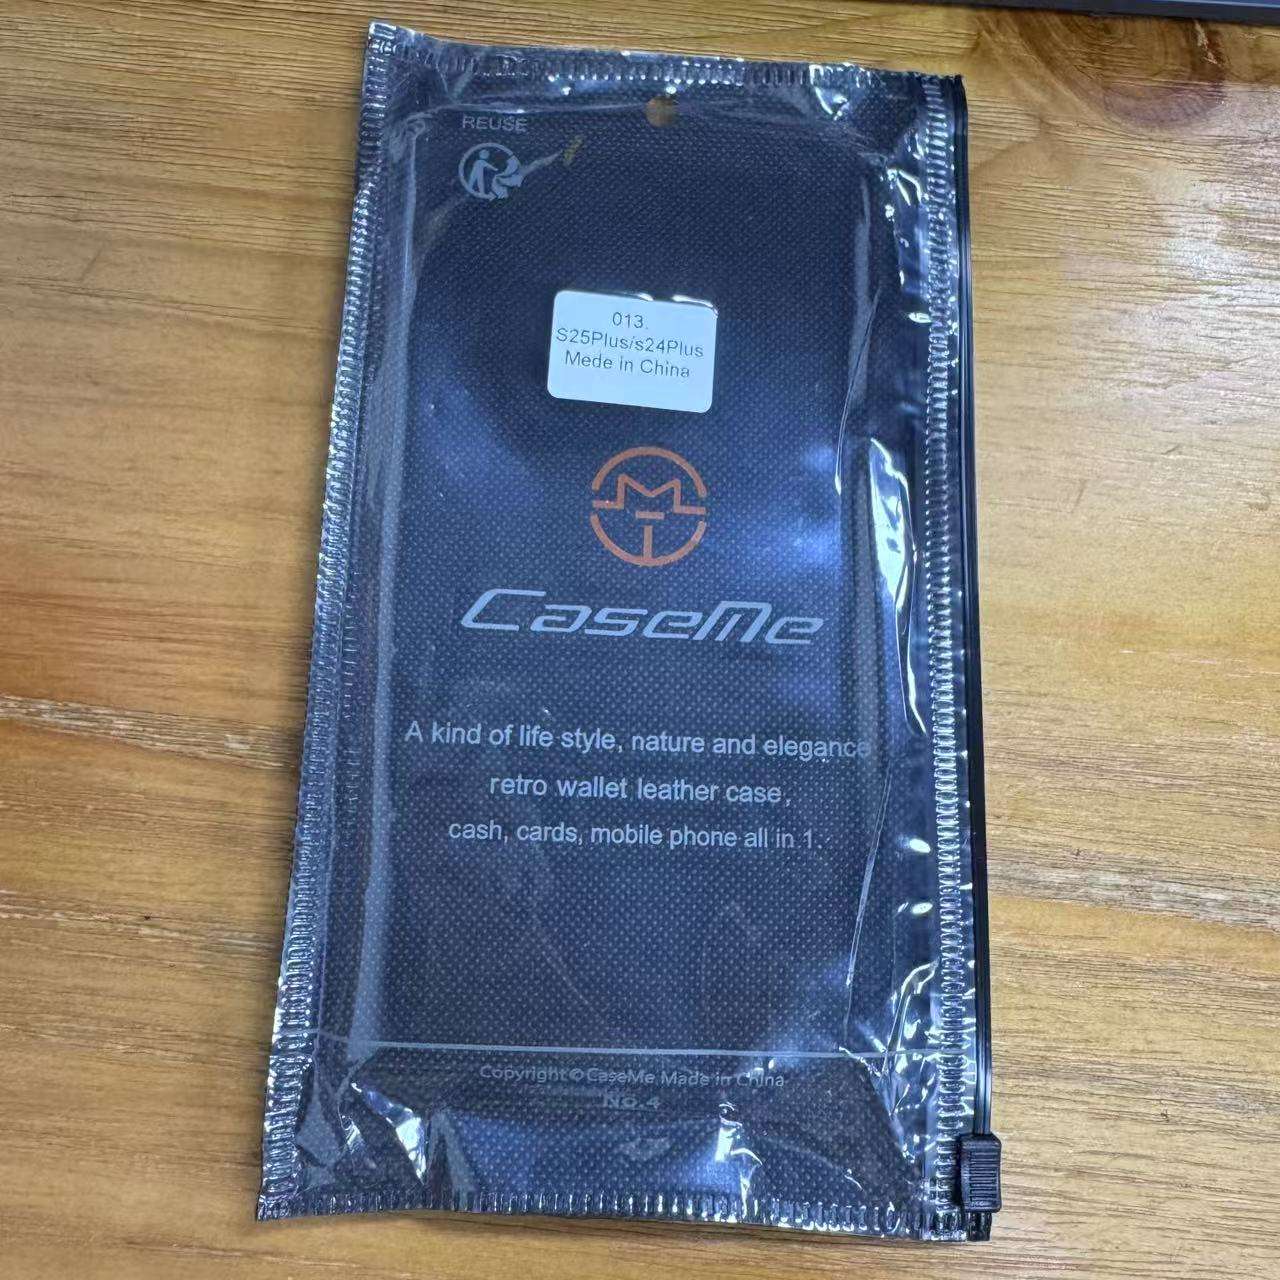 REUSE
013.
S25Plus/s24Plus
Mede in China
CaseMe
A kind of life style, nature and elegance
retro wallet leather case,
cash, cards, mobile phone all in 1.
Copyright©CaseMe Made in China
NO.4